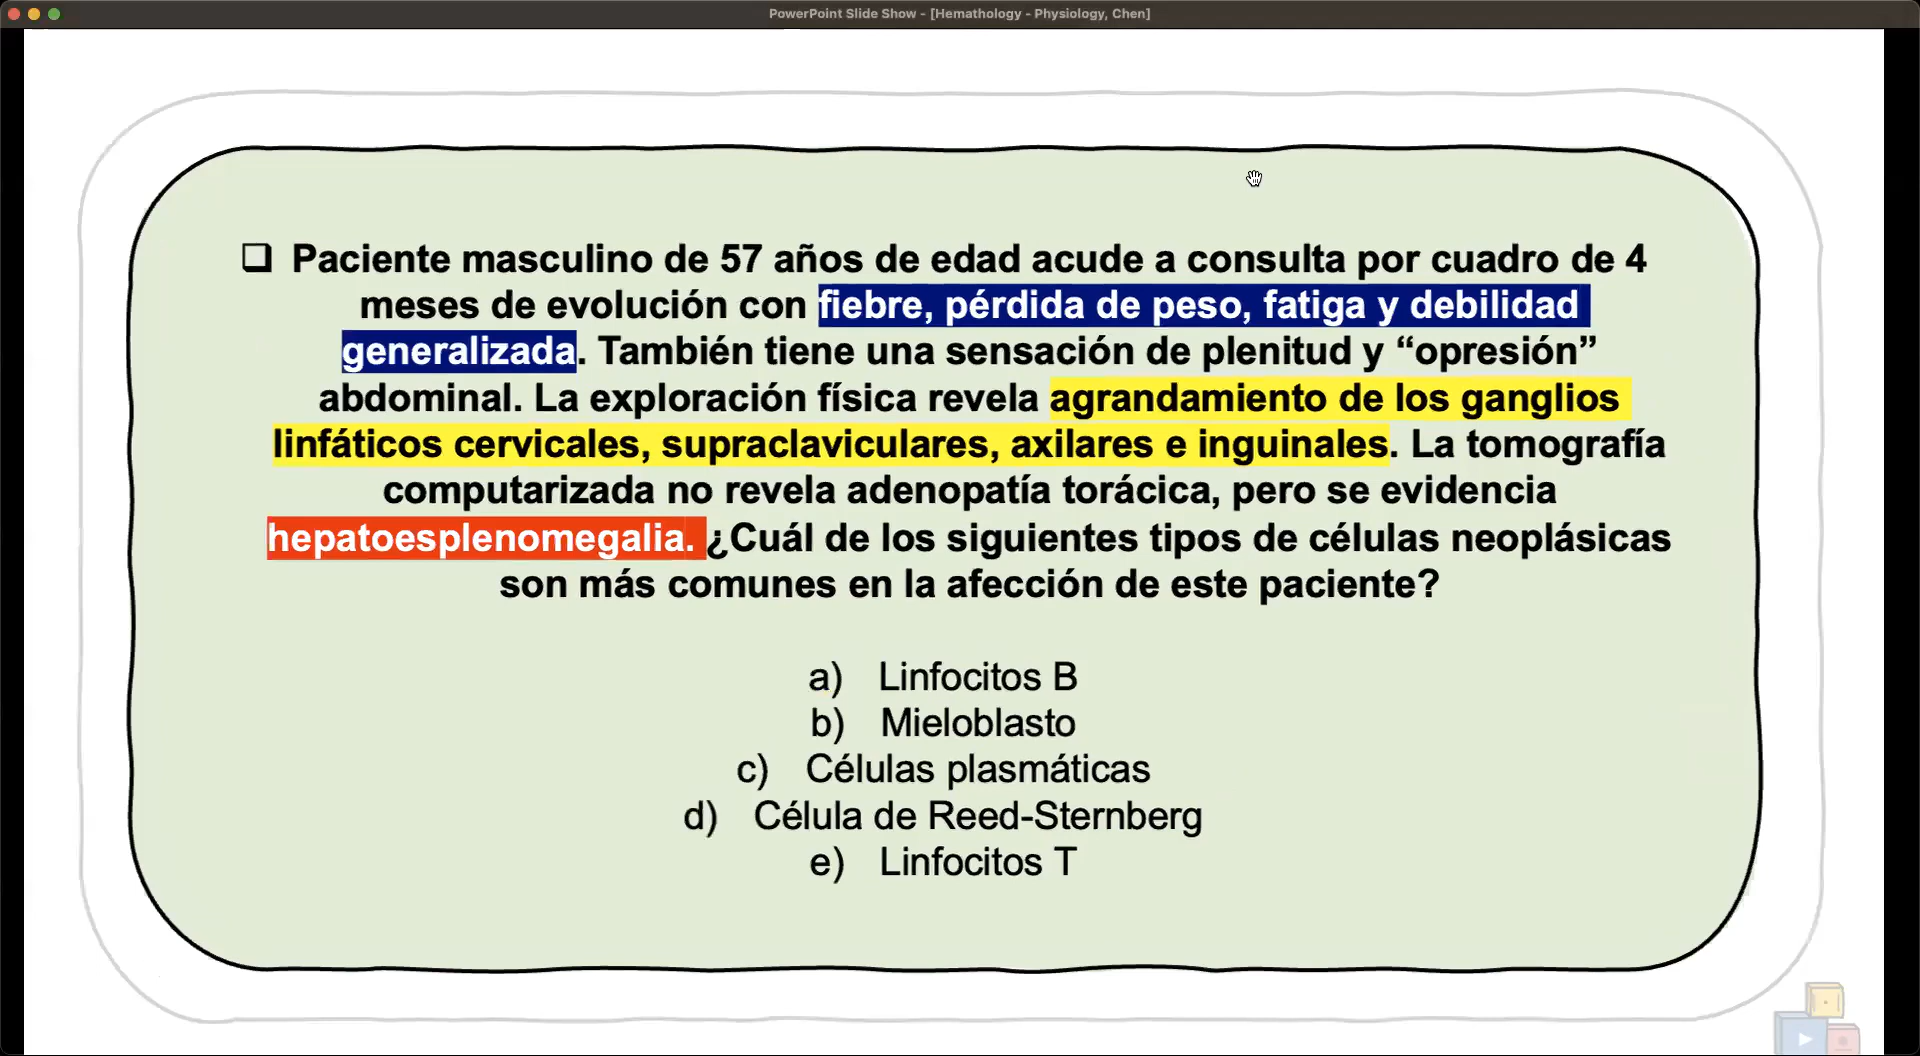 PowerPoint Slide Show - [Hemathology - Physiology, Chen]
❑ Paciente masculino de 57 años de edad acude a consulta por cuadro de 4
meses de evolución con fiebre, pérdida de peso, fatiga y debilidad
generalizada. También tiene una sensación de plenitud y “opresión”
abdominal. La exploración física revela agrandamiento de los ganglios
linfáticos cervicales, supraclaviculares, axilares e inguinales. La tomografía
computarizada no revela adenopatía torácica, pero se evidencia
hepatoesplenomegalia. ¿Cuál de los siguientes tipos de células neoplásicas
son más comunes en la afección de este paciente?
a) Linfocitos B
b) Mieloblasto
c) Células plasmáticas
d) Célula de Reed-Sternberg
e) Linfocitos T